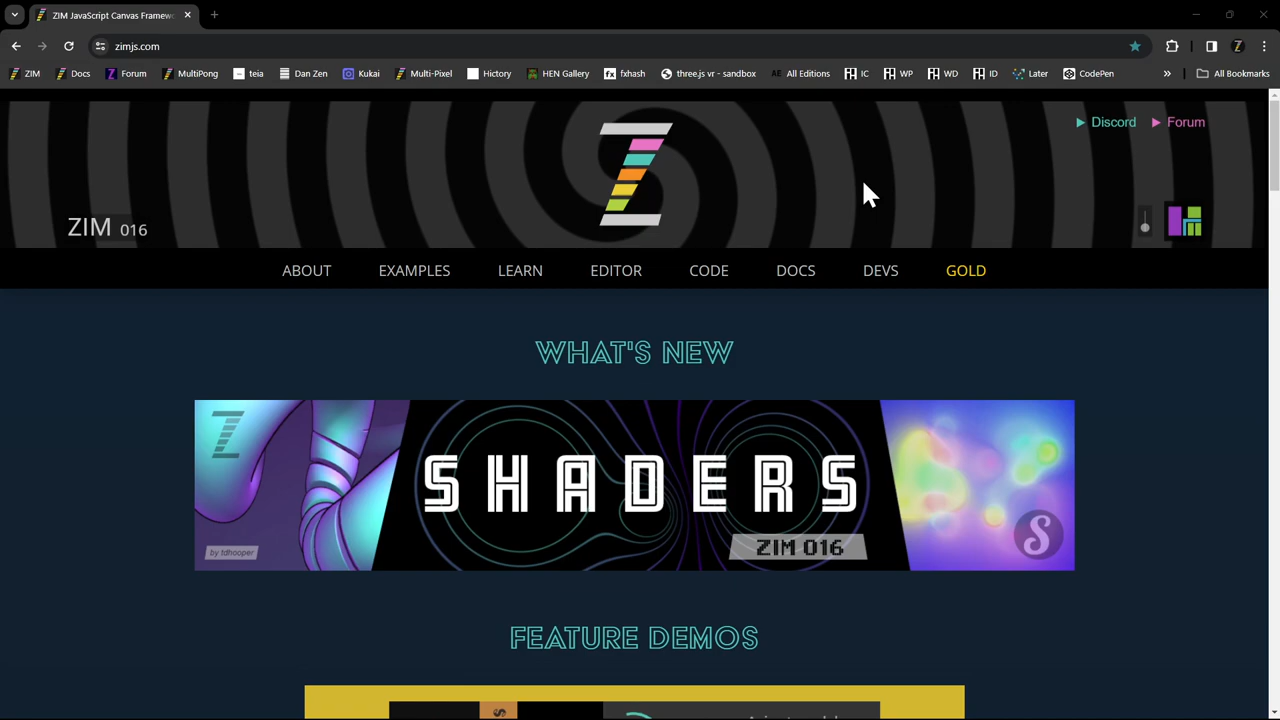 ZIM JavaScript Canvas Framew
zimjs.com
ZIM Docs Forum MultiPong teia Dan Zen Kukai Multi-Pixel Hictory HEN Gallery fxhash three.js vr - sandbox All Editions IC WP WD ID Later CodePen » All Bookmarks
Discord Forum
ZIM 016
ABOUT EXAMPLES LEARN EDITOR CODE DOCS DEVS GOLD
WHAT'S NEW
SHADERS
by tdhooper
ZIM 016
S
FEATURE DEMOS